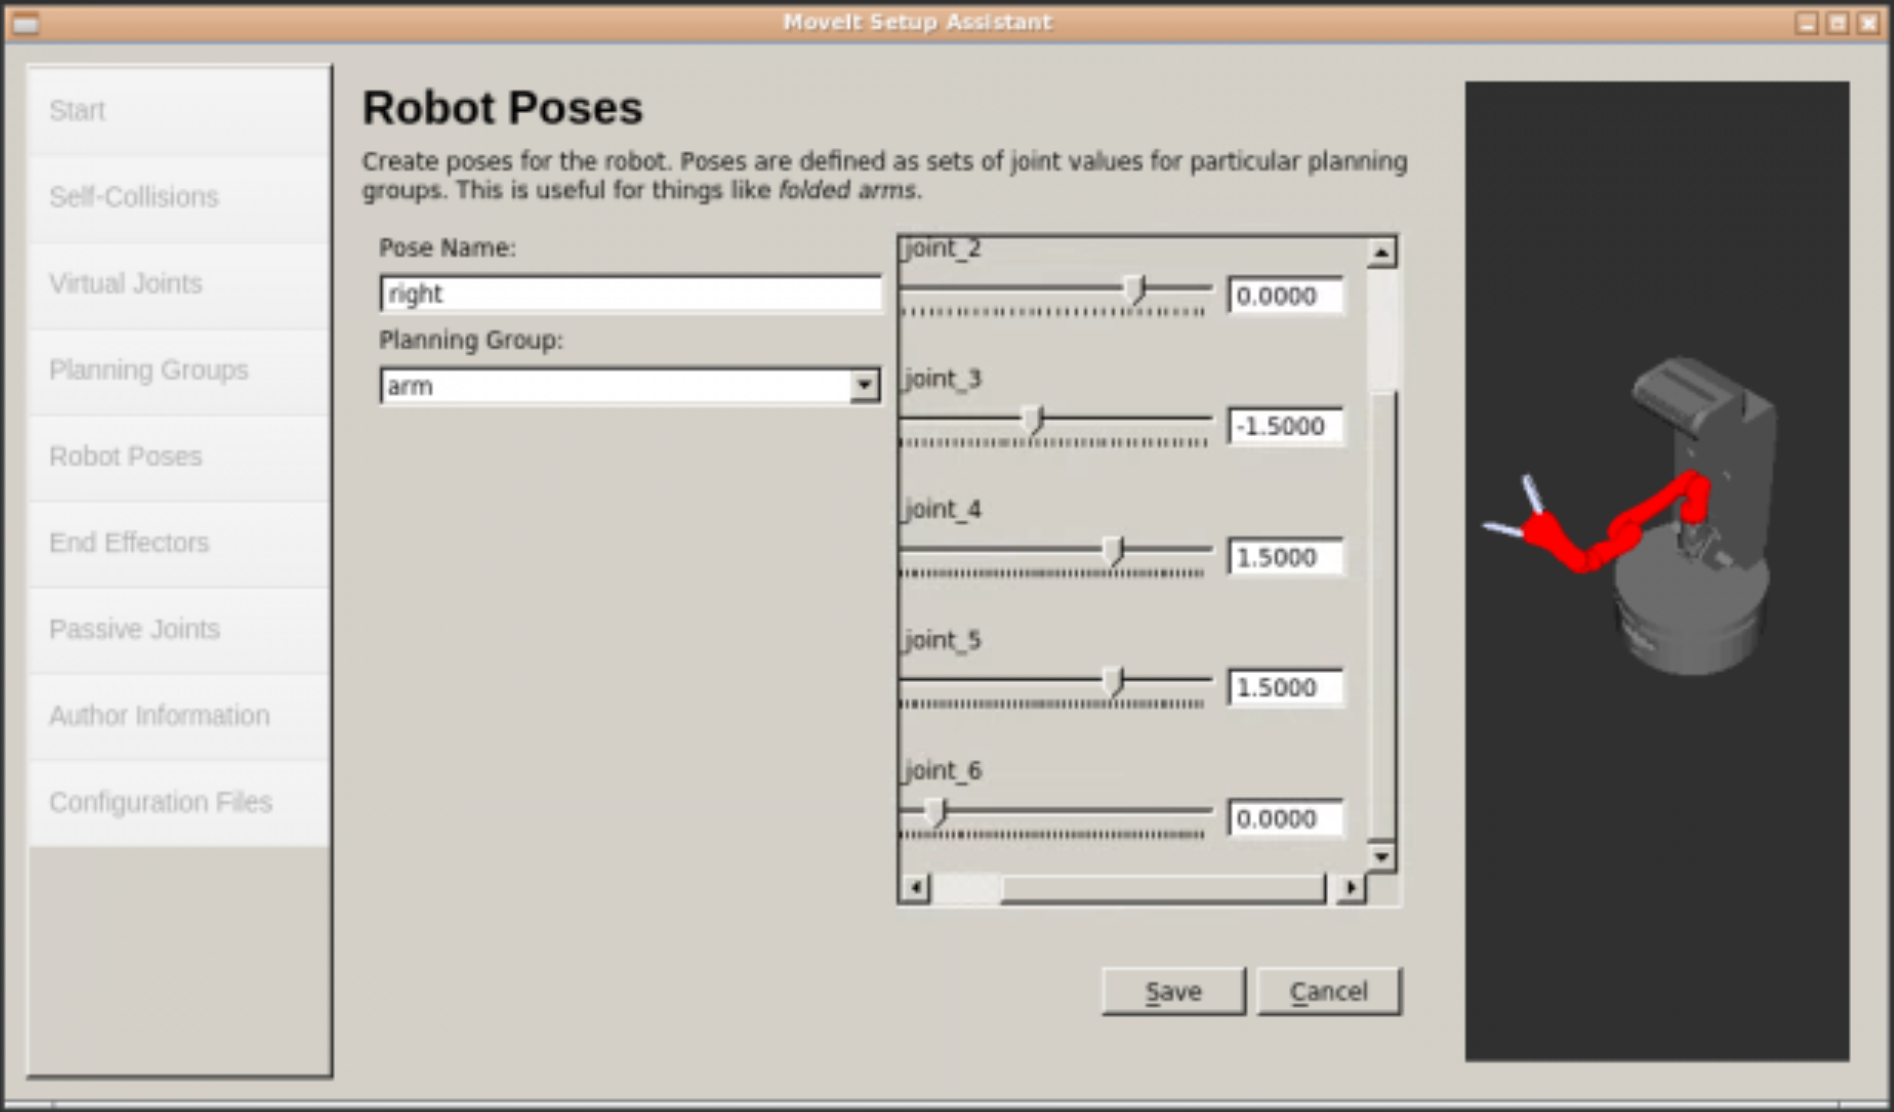 MoveIt Setup Assistant
Start
Self-Collisions
Virtual Joints
Planning Groups
Robot Poses
End Effectors
Passive Joints
Author Information
Configuration Files
Robot Poses
Create poses for the robot. Poses are defined as sets of joint values for particular planning
groups. This is useful for things like folded arms.
Pose Name:
right
Planning Group:
arm
joint_2
0.0000
joint_3
-1.5000
joint_4
1.5000
joint_5
1.5000
joint_6
0.0000
Save
Cancel